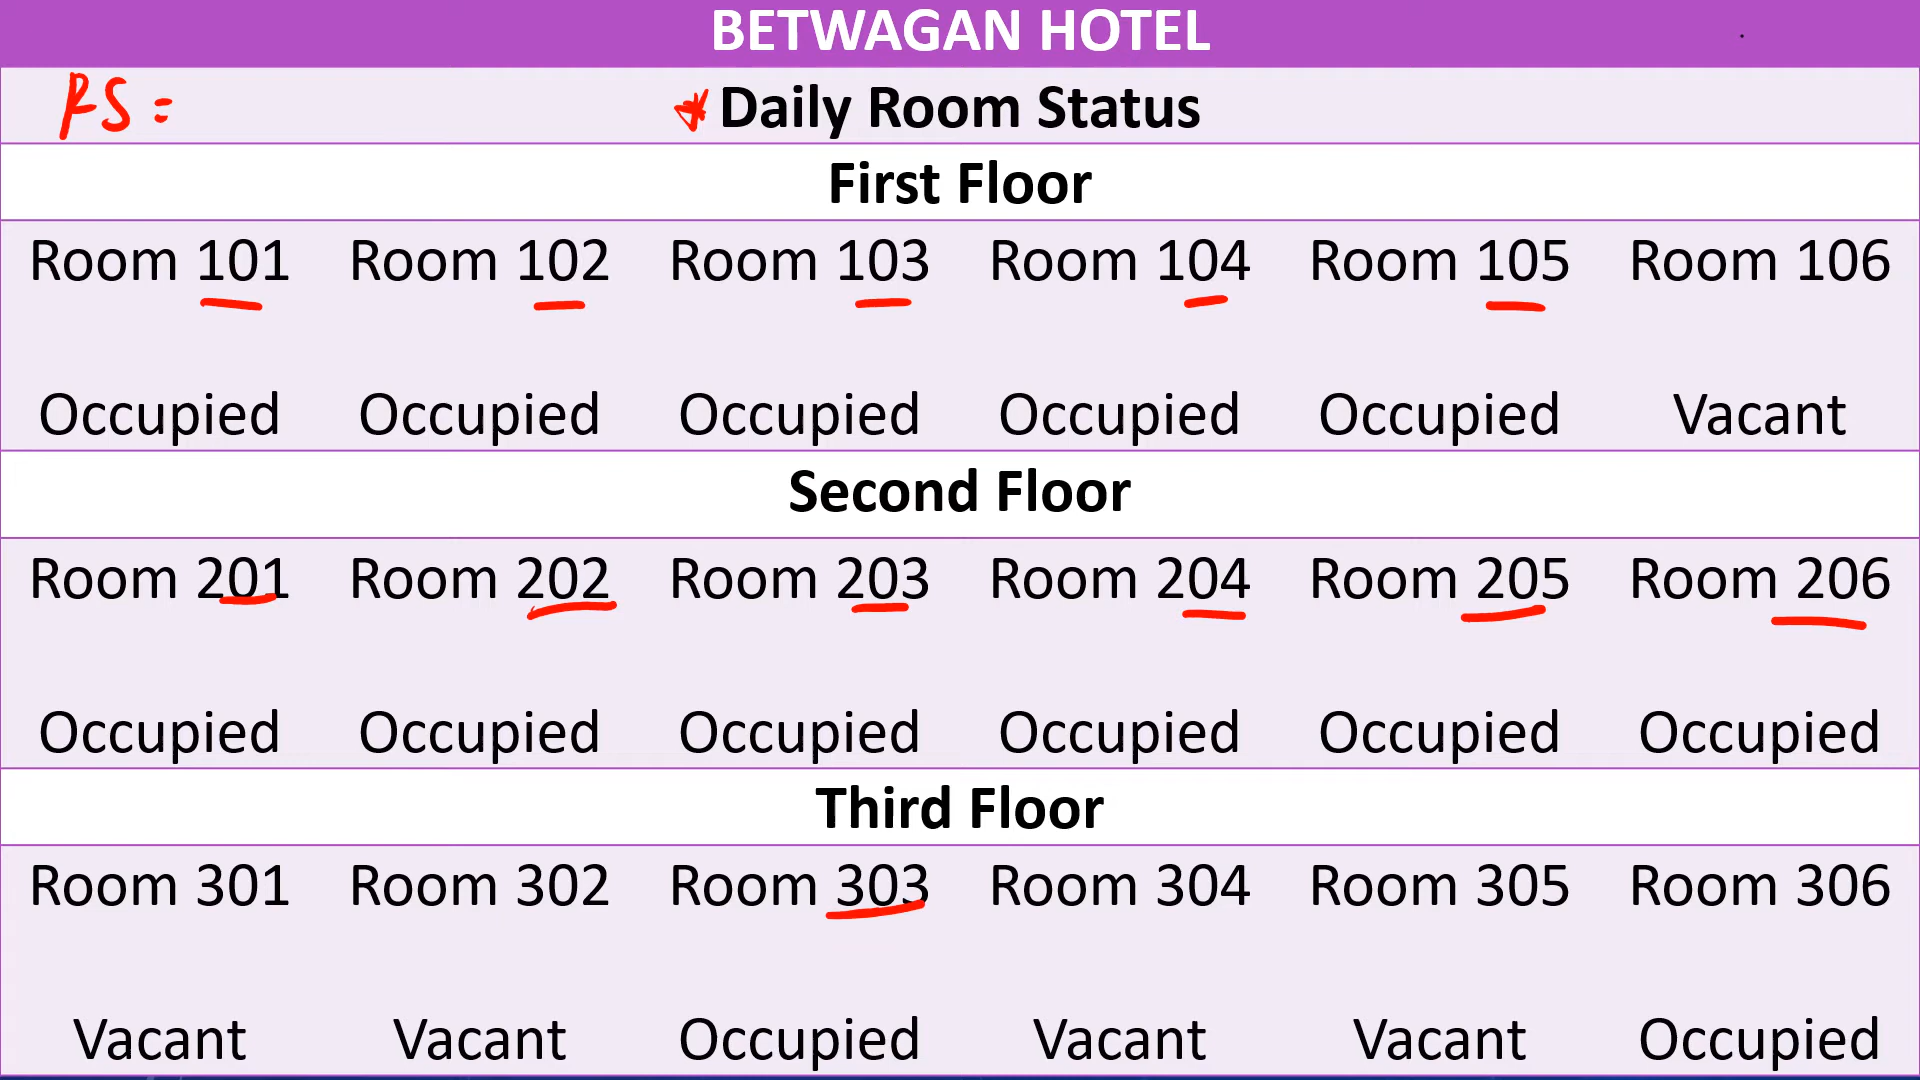 BETWAGAN HOTEL
RS =
Daily Room Status
First Floor
Room 101 Room 102 Room 103 Room 104 Room 105 Room 106
Occupied Occupied Occupied Occupied Occupied Vacant
Second Floor
Room 201 Room 202 Room 203 Room 204 Room 205 Room 206
Occupied Occupied Occupied Occupied Occupied Occupied
Third Floor
Room 301 Room 302 Room 303 Room 304 Room 305 Room 306
Vacant Vacant Occupied Vacant Vacant Occupied